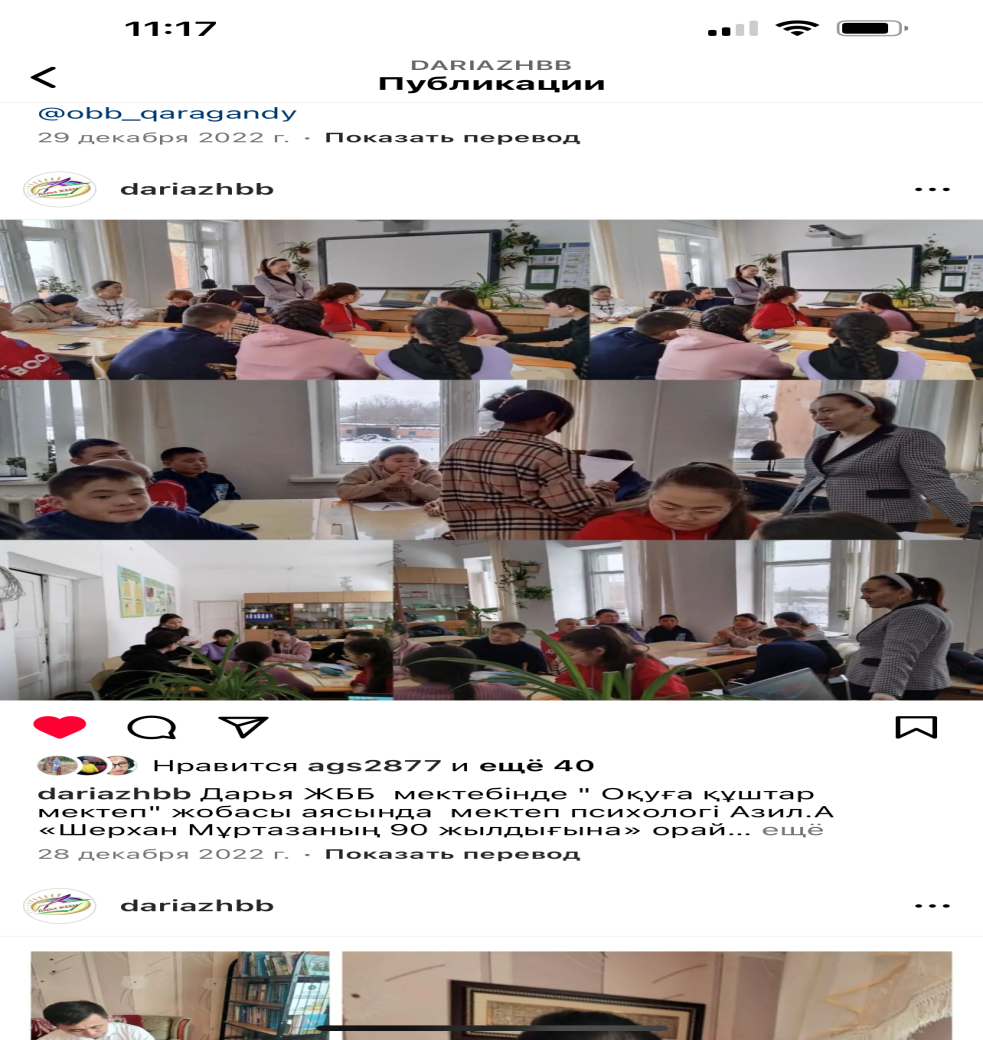 11:17
DARIAZHBB
Публикации
@obb_qaragandy
29 декабря 2022 г. · Показать перевод
dariazhbb
BOO
Нравится ags2877 и ещё 40
dariazhbb Дарья ЖББ мектебінде " Оқуға құштар
мектеп" жобасы аясында мектеп психологі Азил.А
«Шерхан Мұртазаның 90 жылдығына» орай... ещё
28 декабря 2022 г. · Показать перевод
dariazhbb